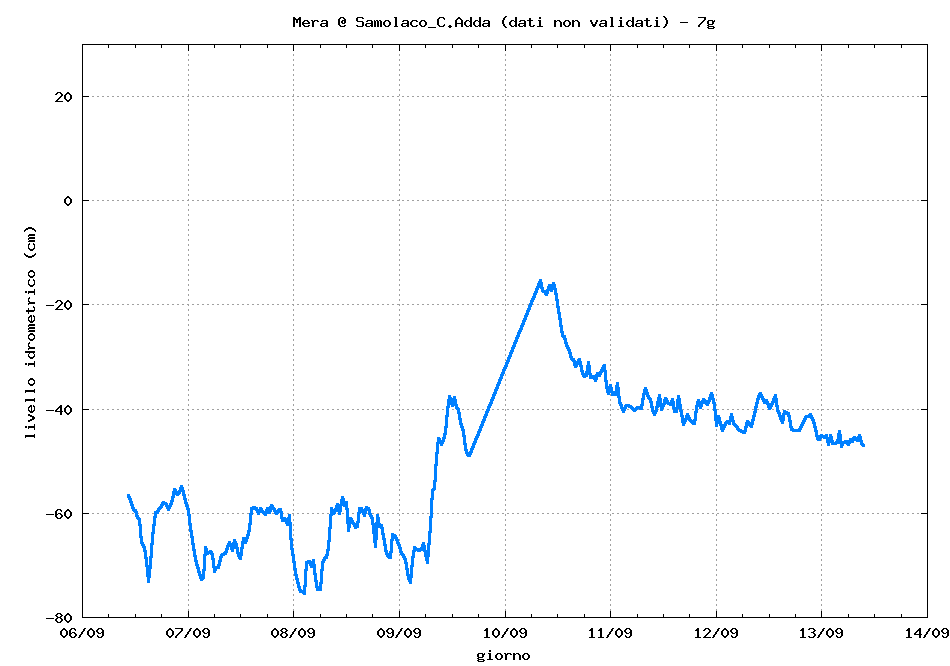 Mera @ Samolaco_C.Adda (dati non validati) - 7g
livello idrometrico (cm)
20
0
-20
-40
-60
-80
06/09 07/09 08/09 09/09 10/09 11/09 12/09 13/09 14/09
giorno